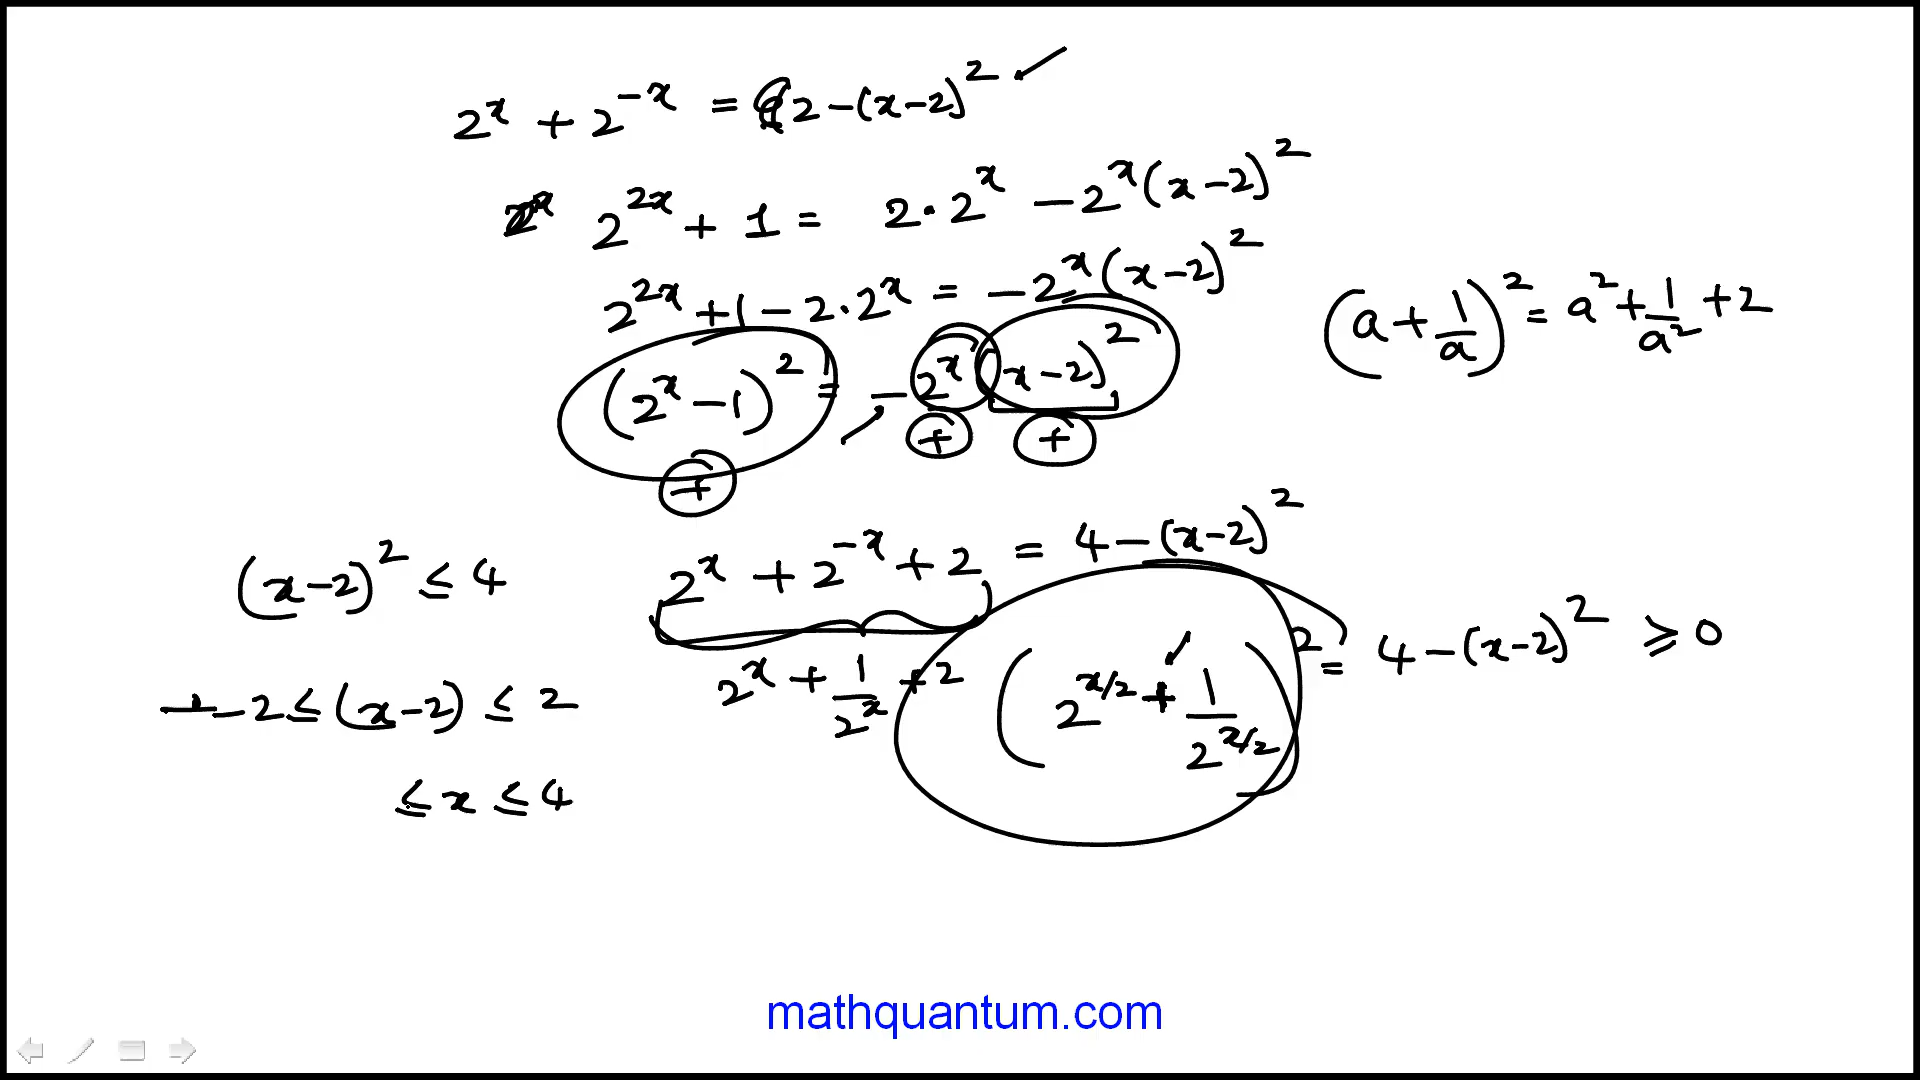 2^x + 2^-x = 2 - (x-2)^2
2^x 2^2x + 1 = 2 · 2^x - 2^x (x-2)^2
2^2x + 1 - 2 · 2^x = - 2^x (x-2)^2
(a + 1/a)^2 = a^2 + 1/a^2 + 2
(2^x - 1)^2 = - 2^x (x-2)^2
+ + +
2^x + 2^-x + 2 = 4 - (x-2)^2
(x-2)^2 ≤ 4
2^x + 1/2^x + 2 (2^x/2 + 1/2^x/2)^2 = 4 - (x-2)^2 ≥ 0
-2 ≤ (x-2) ≤ 2
≤ x ≤ 4
mathquantum.com